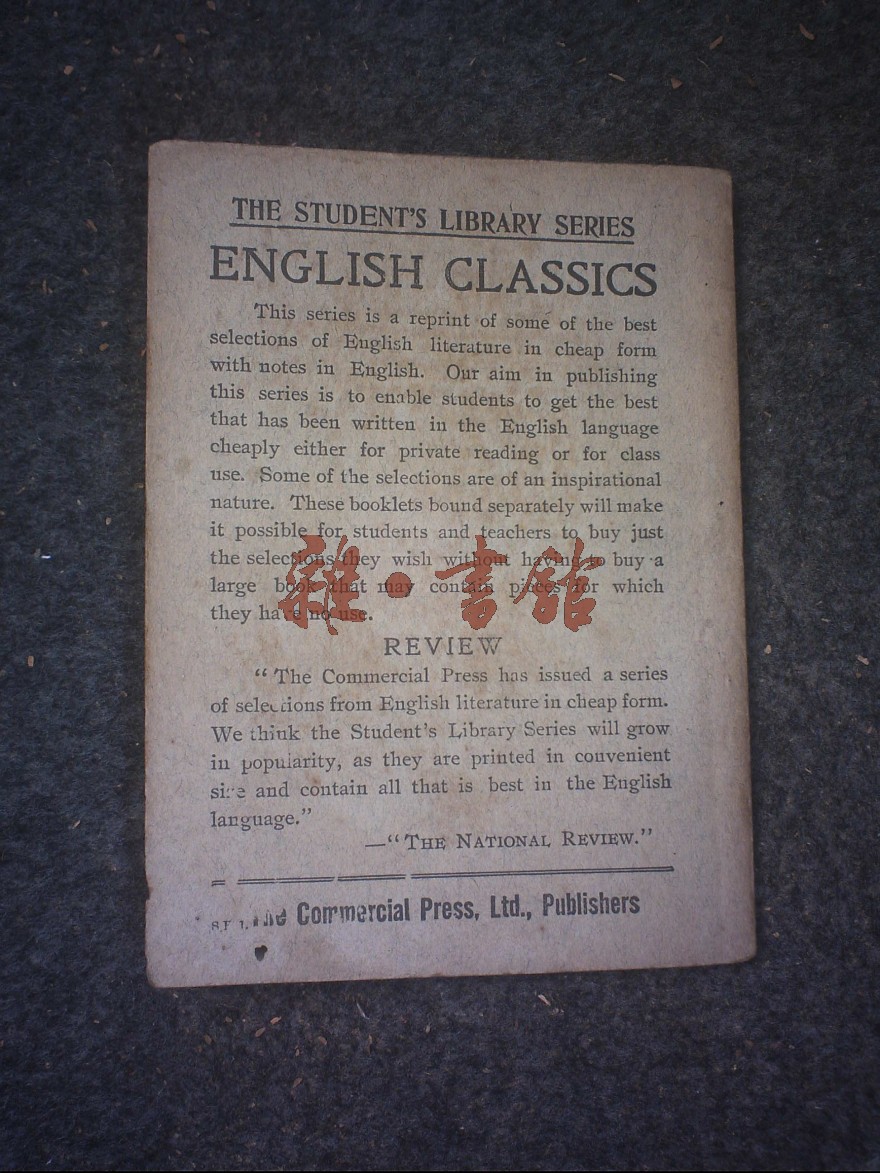 THE STUDENT'S LIBRARY SERIES
ENGLISH CLASSICS
This series is a reprint of some of the best
selections of English literature in cheap form
with notes in English. Our aim in publishing
this series is to enable students to get the best
that has been written in the English language
cheaply either for private reading or for class
use. Some of the selections are of an inspirational
nature. These booklets bound separately will make
it possible for students and teachers to buy just
the selections they wish without having to buy a
large book that may contain pieces for which
they have no use.
雜·書館
REVIEW
"The Commercial Press has issued a series
of selections from English literature in cheap form.
We think the Student's Library Series will grow
in popularity, as they are printed in convenient
size and contain all that is best in the English
language."
—"THE NATIONAL REVIEW."
The Commercial Press, Ltd., Publishers